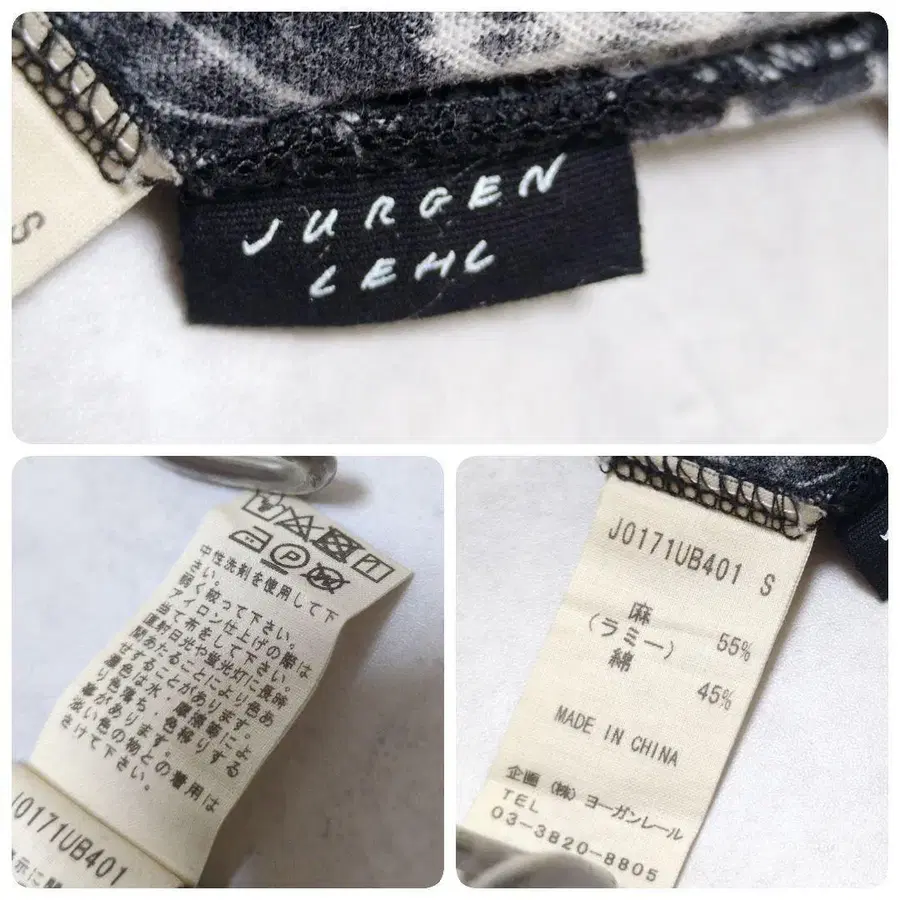 S
JURGEN
LEHL
中性洗剤を使用して下
さい。
弱く絞って下さい。
アイロン仕上げの際は
当て布をして下さい。
直射日光や蛍光灯に長時
間あたることにより色あ
せすることがあります。
濃色は水・摩擦等によ
り色落ち・色移りする
事があります。
淡い色の物との着用は
さけて下さい。
J0171UB401
J0171UB401 S
麻
(ラミー) 55%
綿 45%
MADE IN CHINA
企画 (株) ヨーガンレール
TEL
03-3820-8805